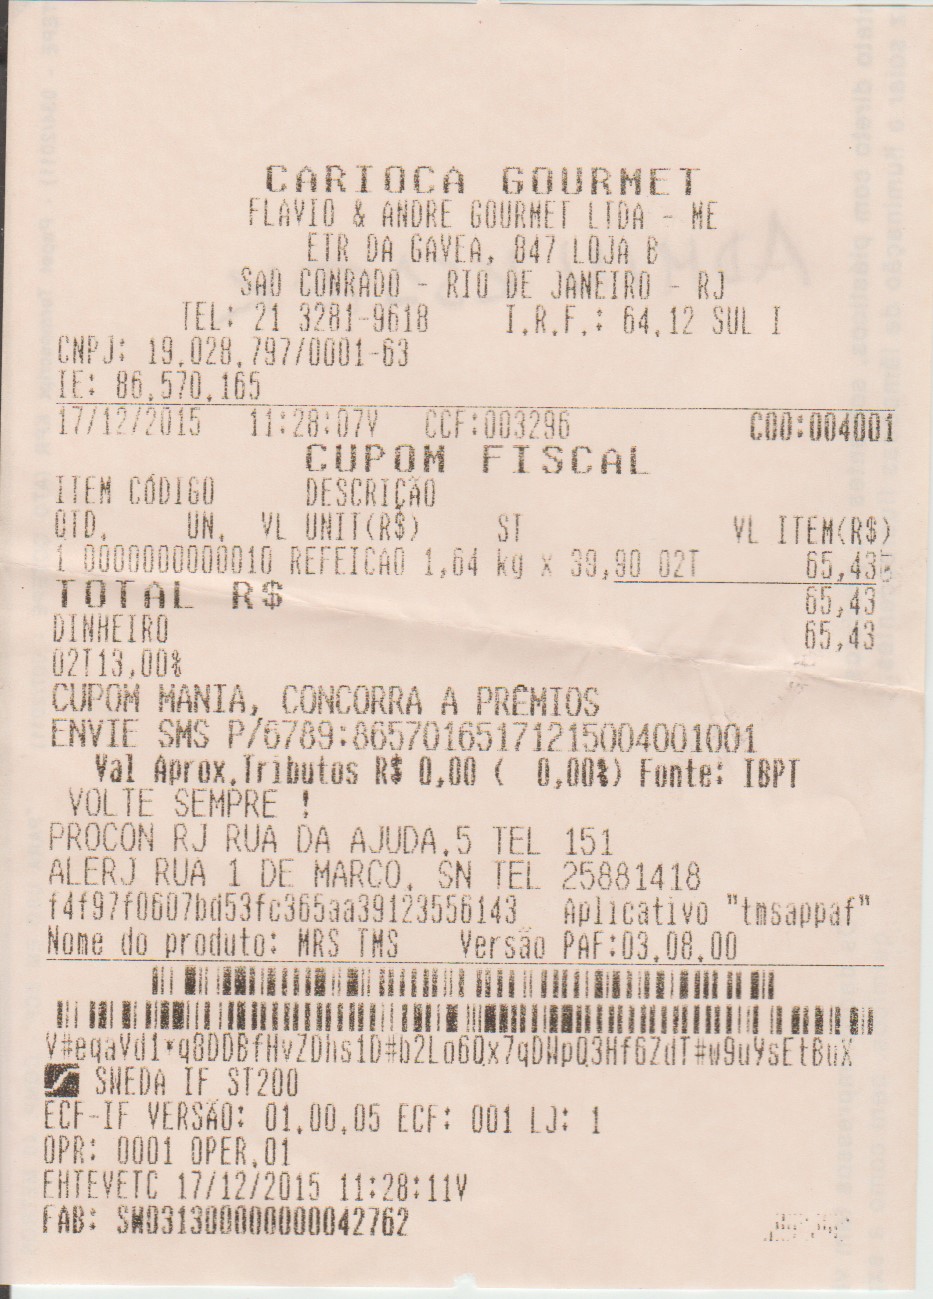 CARIOCA GOURMET
FLAVIO & ANDRE GOURMET LTDA - ME
ETR DA GAVEA, 847 LOJA B
SAO CONRADO - RIO DE JANEIRO - RJ
TEL: 21 3281-9618 I.R.F.: 64.12 SUL I
CNPJ: 19.028.797/0001-63
IE: 86.570.165
17/12/2015 11:28:07V CCF:003296 COO:004001
CUPOM FISCAL
ITEM CÓDIGO DESCRIÇÃO
QTD. UN. VL UNIT(R$) ST VL ITEM(R$)
1 0000000000010 REFEICAO 1,64 kg x 39,90 02T 65,43
TOTAL R$ 65,43
DINHEIRO 65,43
02T13,00%
CUPOM MANIA, CONCORRA A PRÊMIOS
ENVIE SMS P/6789:86570165171215004001001
Val Aprox.Tributos R$ 0,00 ( 0,00%) Fonte: IBPT
VOLTE SEMPRE !
PROCON RJ RUA DA AJUDA,5 TEL 151
ALERJ RUA 1 DE MARCO, SN TEL 25881418
f4f97f0607bd53fc365aa39123556143 Aplicativo "tmsappaf"
Nome do produto: MRS TMS Versão PAF:03.08.00
V#eqaVd1*q8DDBfHvZDhs1D#b2Lo6Qx7qDWpQ3Hf6ZdT#w9uYsEtBuX
SWEDA IF ST200
ECF-IF VERSÃO: 01.00.05 ECF: 001 LJ: 1
OPR: 0001 OPER.01
EHTEVETC 17/12/2015 11:28:11V
FAB: SW031300000000042762